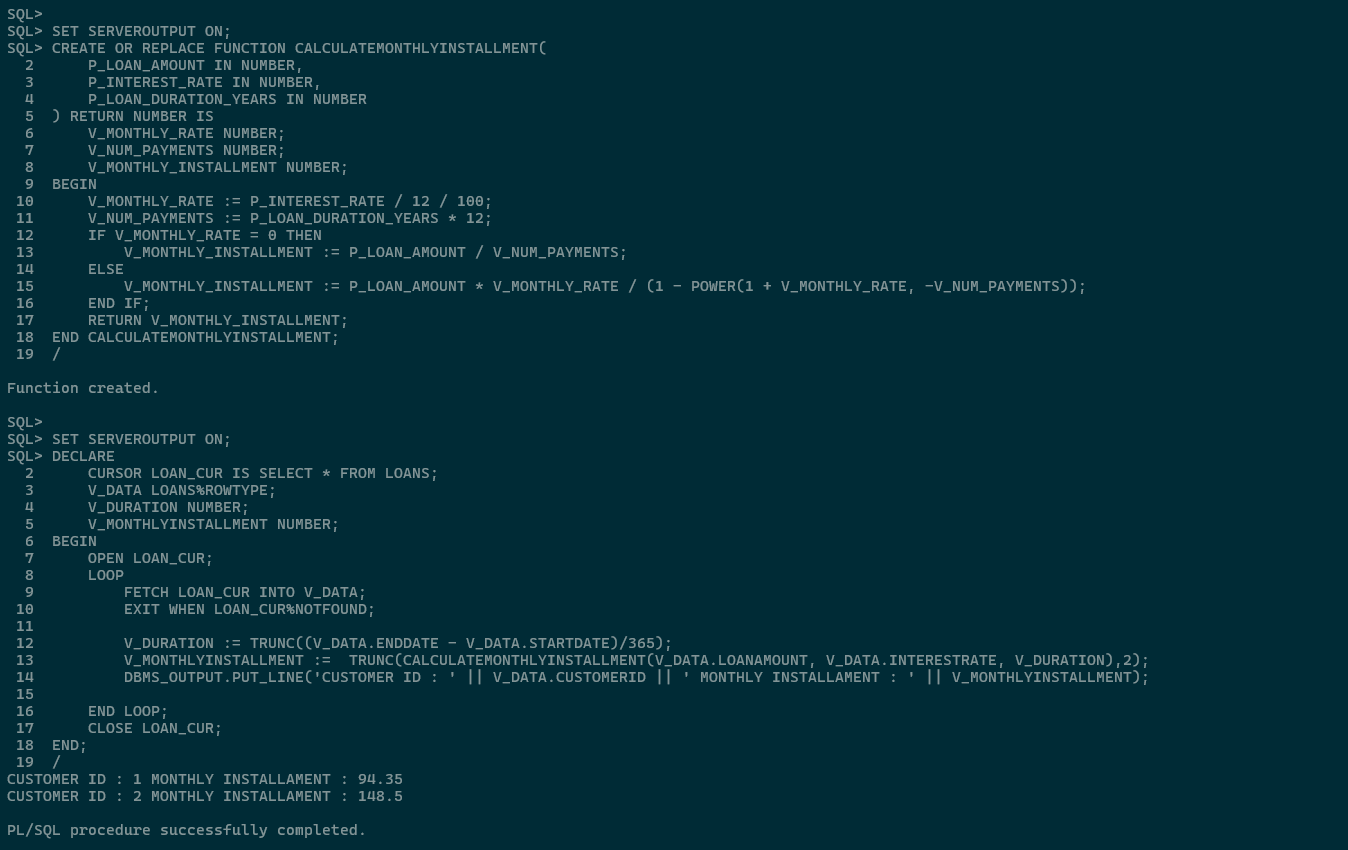 SQL>
SQL> SET SERVEROUTPUT ON;
SQL> CREATE OR REPLACE FUNCTION CALCULATEMONTHLYINSTALLMENT(
  2      P_LOAN_AMOUNT IN NUMBER,
  3      P_INTEREST_RATE IN NUMBER,
  4      P_LOAN_DURATION_YEARS IN NUMBER
  5  ) RETURN NUMBER IS
  6      V_MONTHLY_RATE NUMBER;
  7      V_NUM_PAYMENTS NUMBER;
  8      V_MONTHLY_INSTALLMENT NUMBER;
  9  BEGIN
 10      V_MONTHLY_RATE := P_INTEREST_RATE / 12 / 100;
 11      V_NUM_PAYMENTS := P_LOAN_DURATION_YEARS * 12;
 12      IF V_MONTHLY_RATE = 0 THEN
 13          V_MONTHLY_INSTALLMENT := P_LOAN_AMOUNT / V_NUM_PAYMENTS;
 14      ELSE
 15          V_MONTHLY_INSTALLMENT := P_LOAN_AMOUNT * V_MONTHLY_RATE / (1 - POWER(1 + V_MONTHLY_RATE, -V_NUM_PAYMENTS));
 16      END IF;
 17      RETURN V_MONTHLY_INSTALLMENT;
 18  END CALCULATEMONTHLYINSTALLMENT;
 19  /
Function created.
SQL>
SQL> SET SERVEROUTPUT ON;
SQL> DECLARE
  2      CURSOR LOAN_CUR IS SELECT * FROM LOANS;
  3      V_DATA LOANS%ROWTYPE;
  4      V_DURATION NUMBER;
  5      V_MONTHLYINSTALLMENT NUMBER;
  6  BEGIN
  7      OPEN LOAN_CUR;
  8      LOOP
  9          FETCH LOAN_CUR INTO V_DATA;
 10          EXIT WHEN LOAN_CUR%NOTFOUND;
 11
 12          V_DURATION := TRUNC((V_DATA.ENDDATE - V_DATA.STARTDATE)/365);
 13          V_MONTHLYINSTALLMENT :=  TRUNC(CALCULATEMONTHLYINSTALLMENT(V_DATA.LOANAMOUNT, V_DATA.INTERESTRATE, V_DURATION),2);
 14          DBMS_OUTPUT.PUT_LINE('CUSTOMER ID : ' || V_DATA.CUSTOMERID || ' MONTHLY INSTALLAMENT : ' || V_MONTHLYINSTALLMENT);
 15
 16      END LOOP;
 17      CLOSE LOAN_CUR;
 18  END;
 19  /
CUSTOMER ID : 1 MONTHLY INSTALLAMENT : 94.35
CUSTOMER ID : 2 MONTHLY INSTALLAMENT : 148.5
PL/SQL procedure successfully completed.